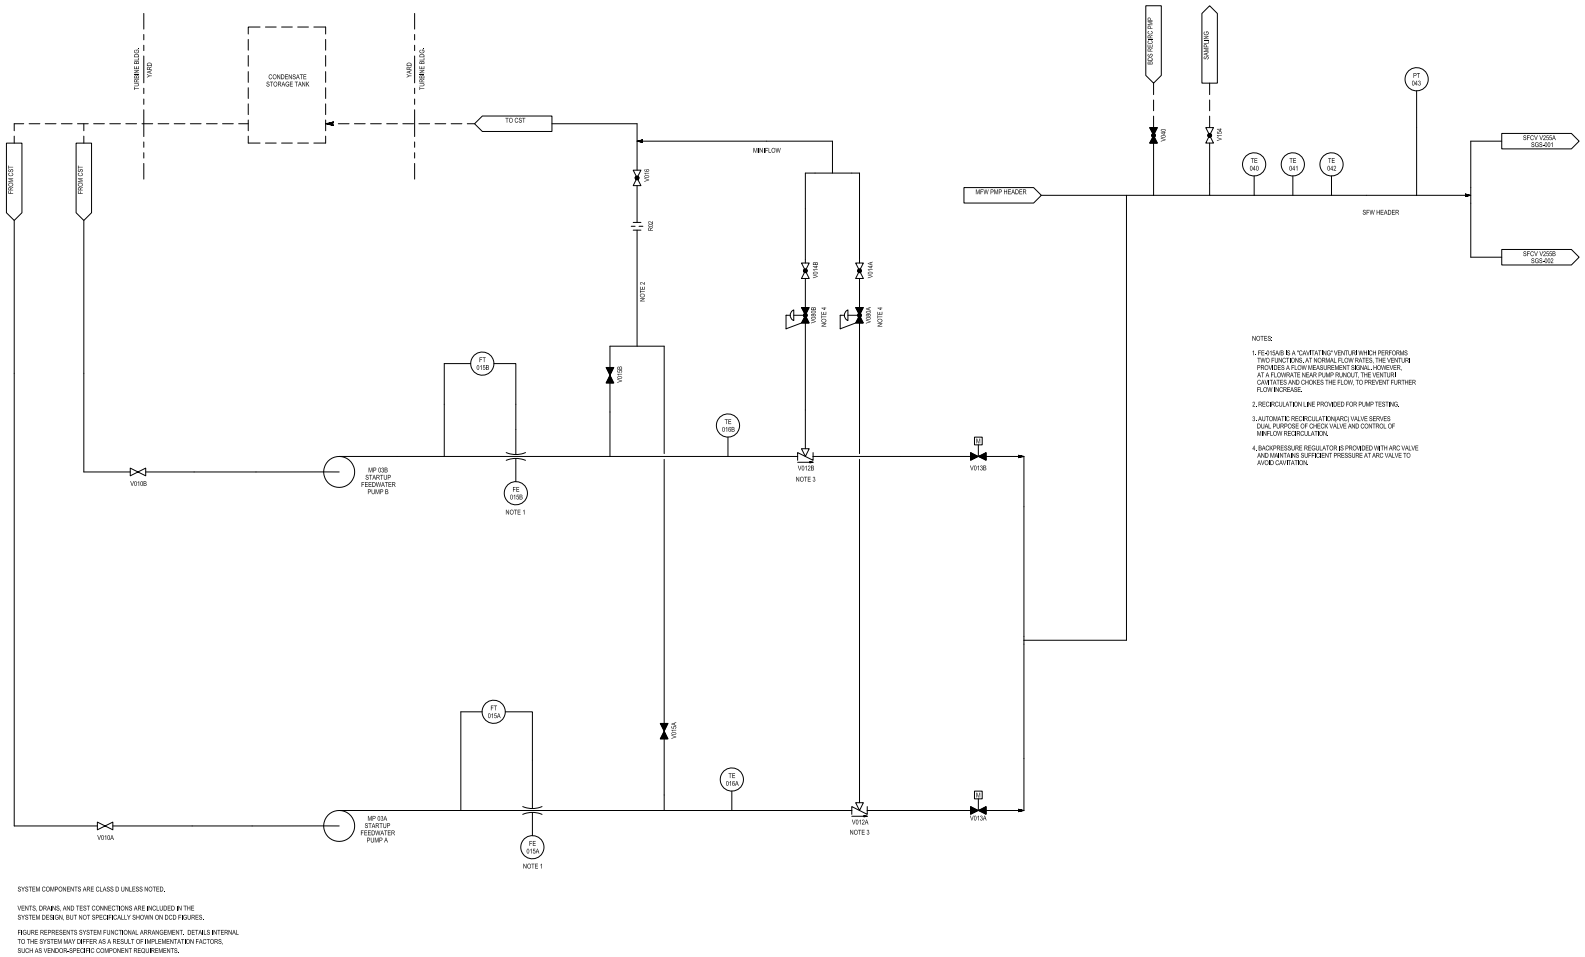 TURBINE BLDG.
YARD
CONDENSATE
STORAGE TANK
YARD
TURBINE BLDG.
TO CST
FROM CST
FROM CST
MINIFLOW
V016
R02
NOTE 2
V014B
V014A
V080B
NOTE 4
V080A
NOTE 4
BDS RECIRC PMP
SAMPLING
V040
V104
PT
043
TE
040
TE
041
TE
042
MFW PMP HEADER
SFW HEADER
SFCV V255A
SGS-001
SFCV V255B
SGS-002
FT
015B
V015B
TE
016B
V010B
MP 03B
STARTUP
FEEDWATER
PUMP B
FE
015B
NOTE 1
V012B
NOTE 3
M
V013B
NOTES:
1. FE-015A/B IS A "CAVITATING" VENTURI WHICH PERFORMS
TWO FUNCTIONS. AT NORMAL FLOW RATES, THE VENTURI
PROVIDES A FLOW MEASUREMENT SIGNAL. HOWEVER,
AT A FLOWRATE NEAR PUMP RUNOUT, THE VENTURI
CAVITATES AND CHOKES THE FLOW, TO PREVENT FURTHER
FLOW INCREASE.
2. RECIRCULATION LINE PROVIDED FOR PUMP TESTING.
3. AUTOMATIC RECIRCULATION(ARC) VALVE SERVES
DUAL PURPOSE OF CHECK VALVE AND CONTROL OF
MINIFLOW RECIRCULATION.
4. BACKPRESSURE REGULATOR IS PROVIDED WITH ARC VALVE
AND MAINTAINS SUFFICIENT PRESSURE AT ARC VALVE TO
AVOID CAVITATION.
FT
015A
V015A
TE
016A
V010A
MP 03A
STARTUP
FEEDWATER
PUMP A
FE
015A
NOTE 1
V012A
NOTE 3
M
V013A
SYSTEM COMPONENTS ARE CLASS D UNLESS NOTED.
VENTS, DRAINS, AND TEST CONNECTIONS ARE INCLUDED IN THE
SYSTEM DESIGN, BUT NOT SPECIFICALLY SHOWN ON DCD FIGURES.
FIGURE REPRESENTS SYSTEM FUNCTIONAL ARRANGEMENT. DETAILS INTERNAL
TO THE SYSTEM MAY DIFFER AS A RESULT OF IMPLEMENTATION FACTORS,
SUCH AS VENDOR-SPECIFIC COMPONENT REQUIREMENTS.